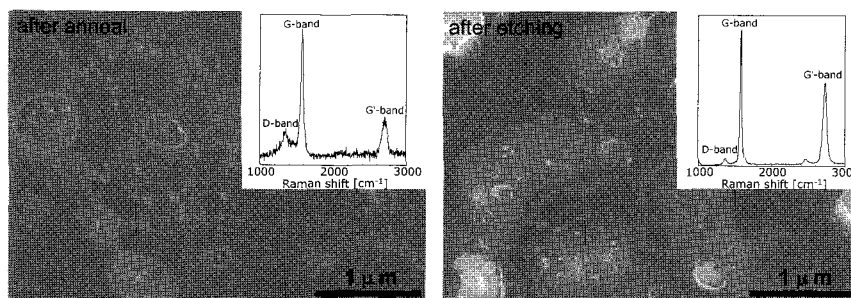 after anneal
G-band
G'-band
D-band
1000 2000 3000
Raman shift [cm⁻¹]
1 μm
after etching
G-band
G'-band
D-band
1000 2000 3000
Raman shift [cm⁻¹]
1 μm